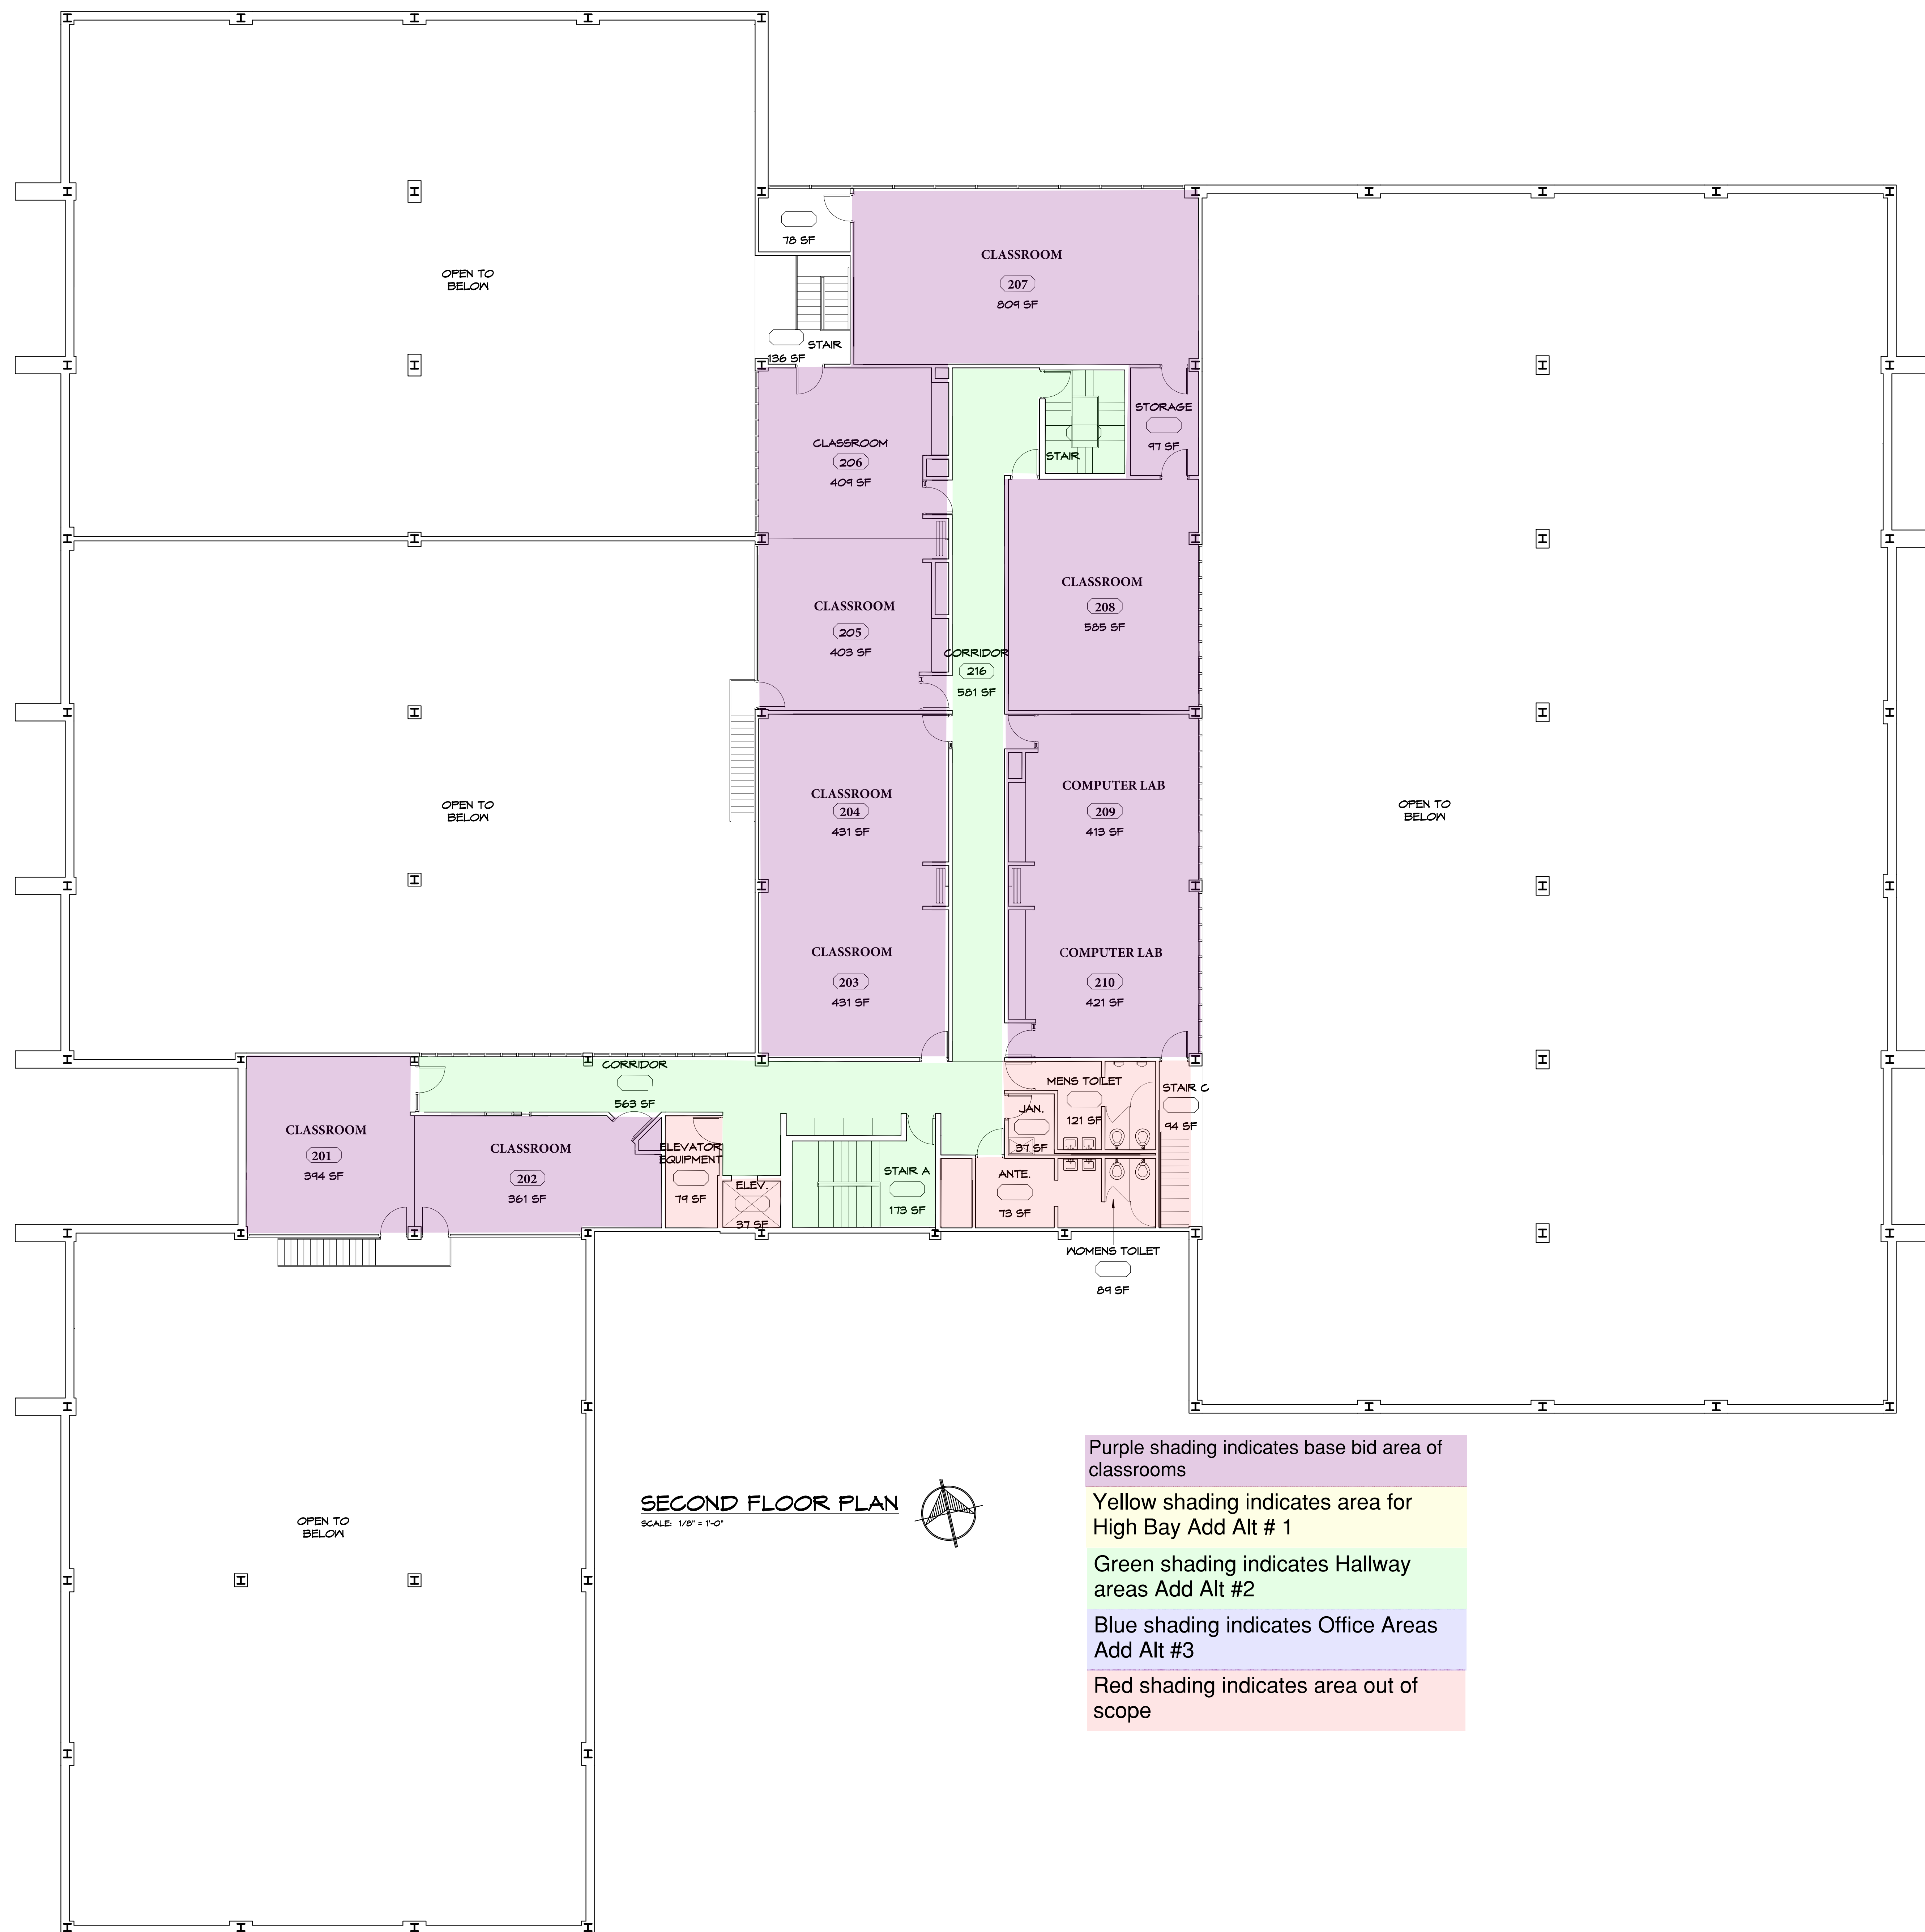 78 SF
CLASSROOM
207
809 SF
OPEN TO
BELOW
STAIR
136 SF
STORAGE
97 SF
CLASSROOM
206
409 SF
STAIR
CLASSROOM
208
585 SF
CLASSROOM
205
403 SF
CORRIDOR
216
581 SF
OPEN TO
BELOW
CLASSROOM
204
431 SF
COMPUTER LAB
209
413 SF
OPEN TO
BELOW
CLASSROOM
203
431 SF
COMPUTER LAB
210
421 SF
CORRIDOR
563 SF
MENS TOILET
121 SF
STAIR C
94 SF
JAN.
37 SF
CLASSROOM
201
394 SF
CLASSROOM
202
361 SF
ELEVATOR
EQUIPMENT
79 SF
ELEV.
37 SF
STAIR A
173 SF
ANTE.
73 SF
WOMENS TOILET
89 SF
OPEN TO
BELOW
SECOND FLOOR PLAN
SCALE: 1/8" = 1'-0"
Purple shading indicates base bid area of
classrooms
Yellow shading indicates area for
High Bay Add Alt # 1
Green shading indicates Hallway
areas Add Alt #2
Blue shading indicates Office Areas
Add Alt #3
Red shading indicates area out of
scope